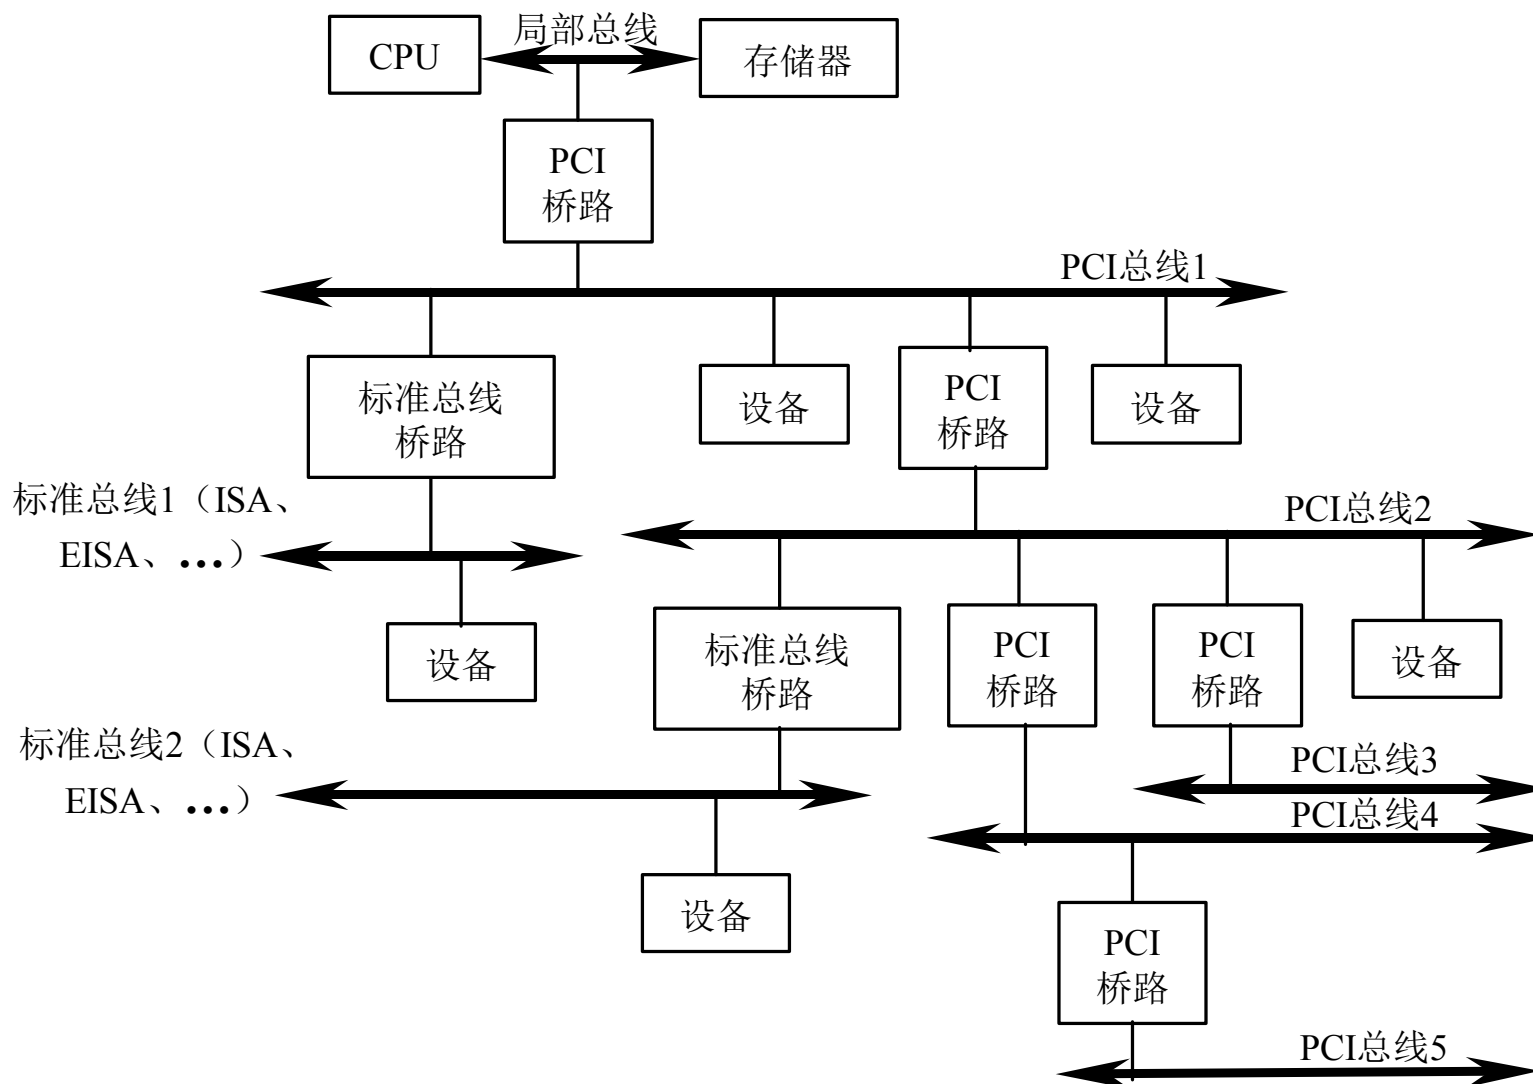 局部总线
CPU
存储器
PCI
桥路
PCI总线1
标准总线
桥路
设备
PCI
桥路
设备
标准总线1（ISA、
EISA、...）
PCI总线2
设备
标准总线
桥路
PCI
桥路
PCI
桥路
设备
标准总线2（ISA、
EISA、...）
PCI总线3
PCI总线4
设备
PCI
桥路
PCI总线5